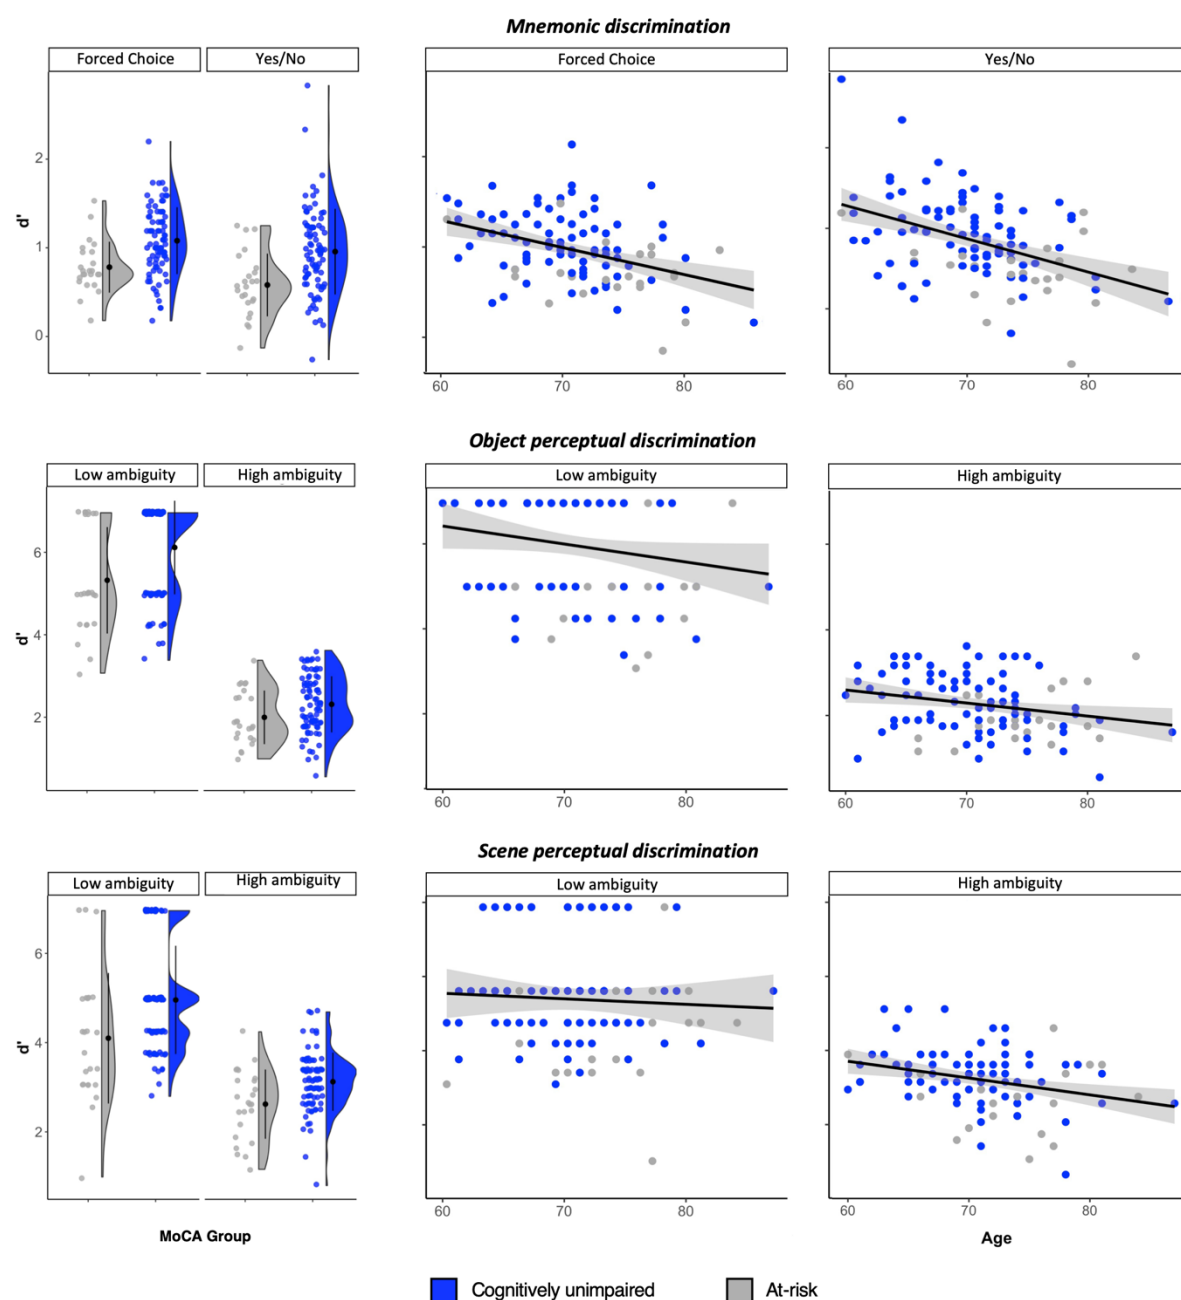 Mnemonic discrimination
Forced Choice
Yes/No
Forced Choice
Yes/No
d'
2
1
0
60
70
80
60
70
80
Object perceptual discrimination
Low ambiguity
High ambiguity
Low ambiguity
High ambiguity
d'
6
4
2
60
70
80
60
70
80
Scene perceptual discrimination
Low ambiguity
High ambiguity
Low ambiguity
High ambiguity
d'
6
4
2
60
70
80
60
70
80
MoCA Group
Age
Cognitively unimpaired
At-risk